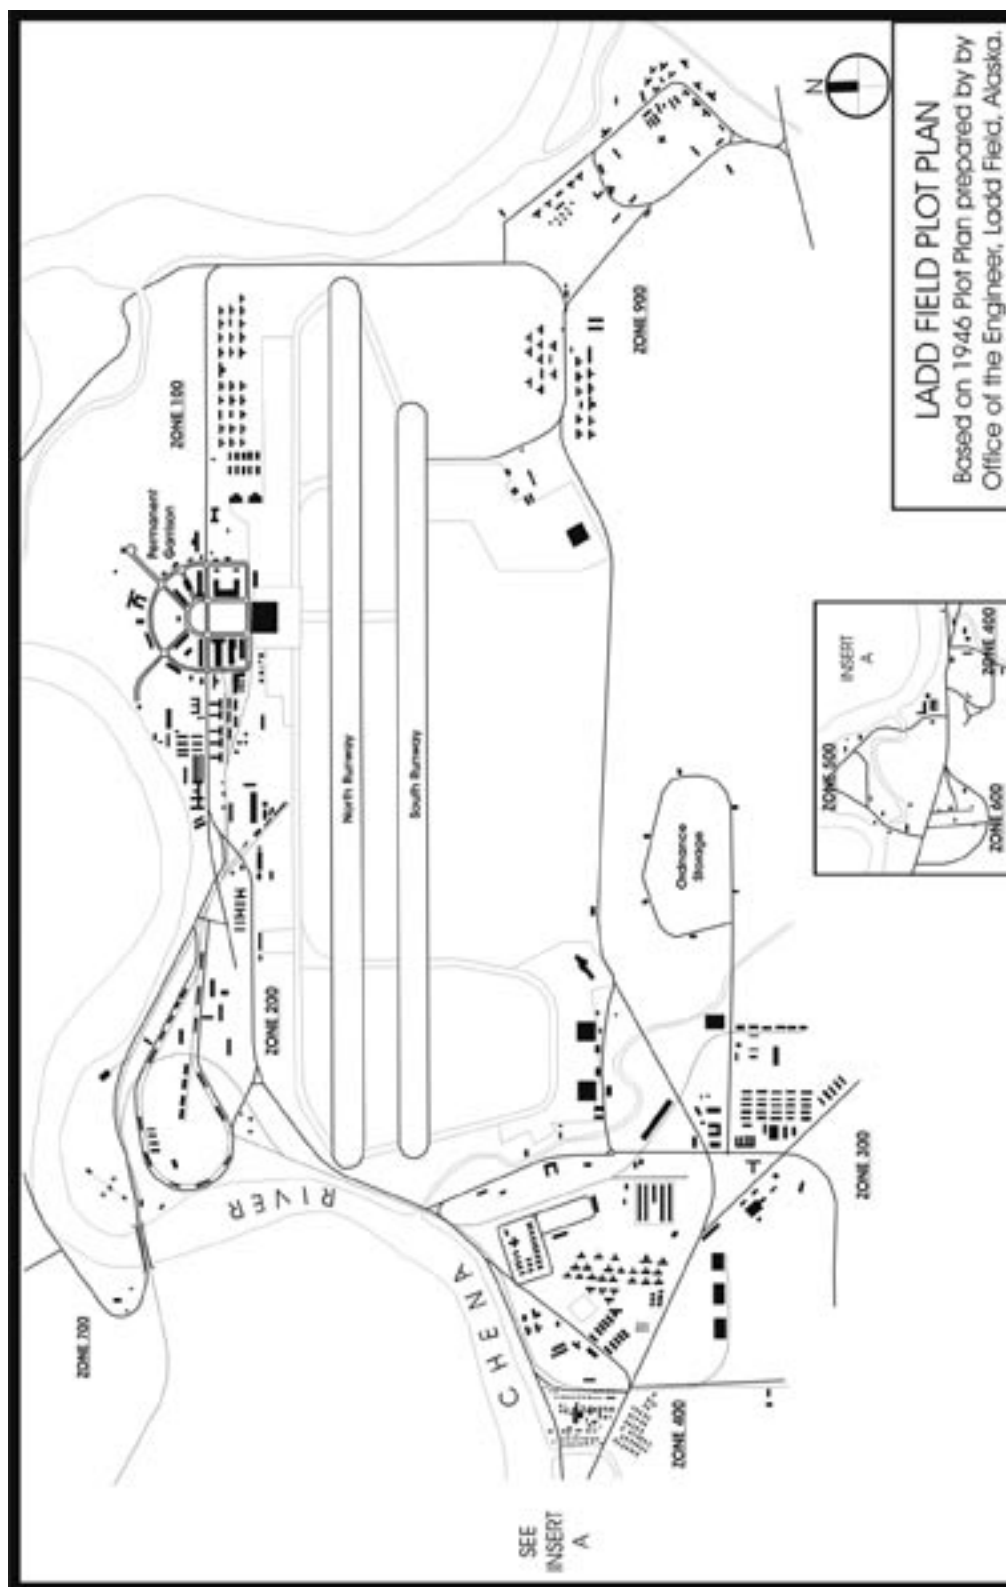 LADD FIELD PLOT PLAN
Based on 1946 Plot Plan prepared by by
Office of the Engineer, Ladd Field, Alaska.
N
ZONE 100
Permanent
Garrison
ZONE 900
North Runway
South Runway
ZONE 200
Ordnance
Storage
INSERT
A
ZONE 500
ZONE 400
ZONE 600
ZONE 700
CHENA RIVER
ZONE 300
ZONE 400
SEE
INSERT
A